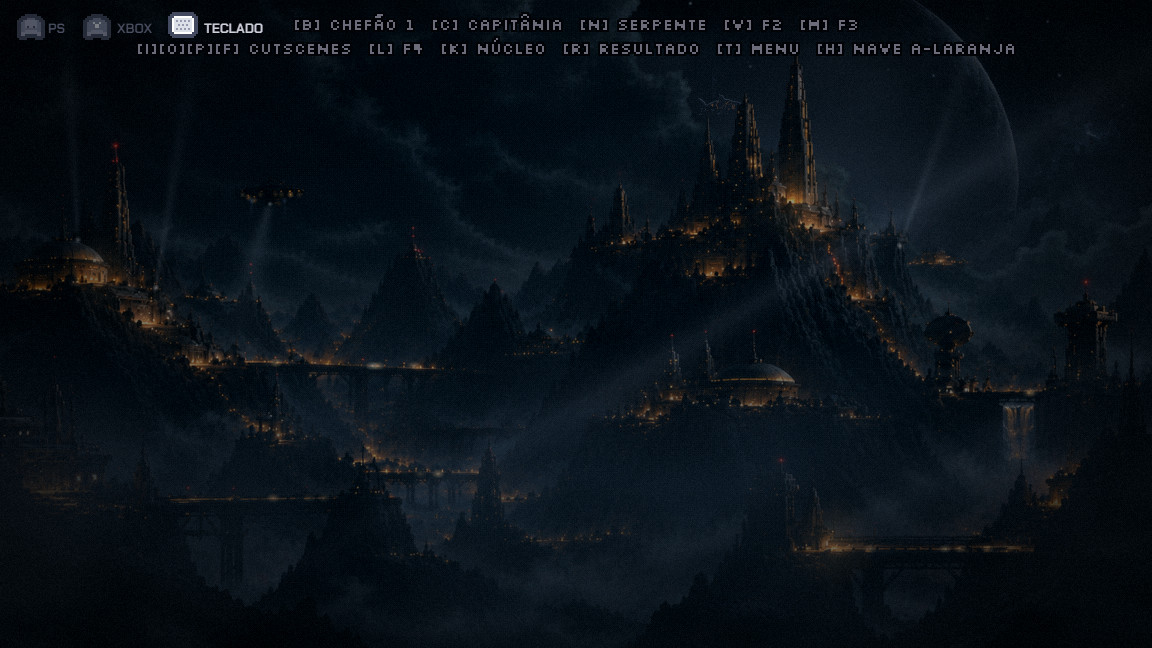 PS XBOX TECLADO
[B] CHEFÃO 1 [C] CAPITÂNIA [N] SERPENTE [V] F2 [M] F3
[I][O][P][F] CUTSCENES [L] F4 [K] NÚCLEO [R] RESULTADO [T] MENU [H] NAVE A-LARANJA